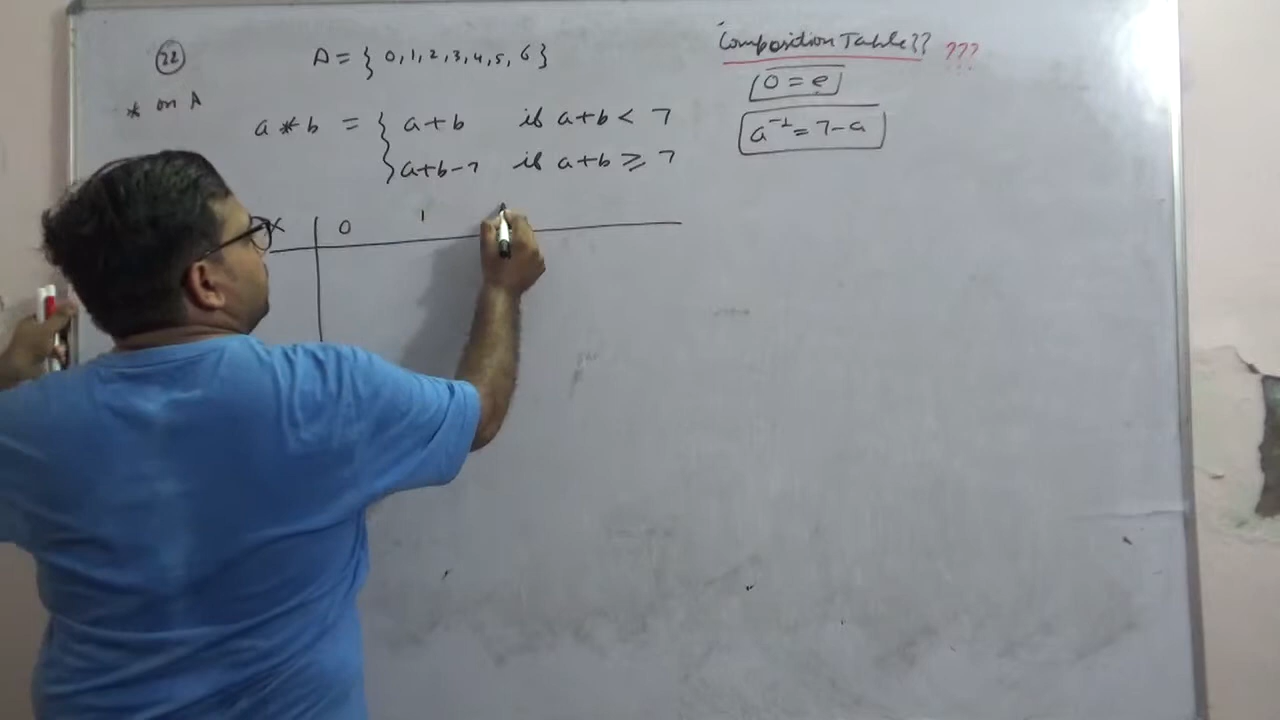 22
A = { 0, 1, 2, 3, 4, 5, 6 }
* on A
a * b = { a + b if a + b < 7
a + b - 7 if a + b ≥ 7
* 0 1
Composition Table?? ???
0 = e
a⁻¹ = 7 - a